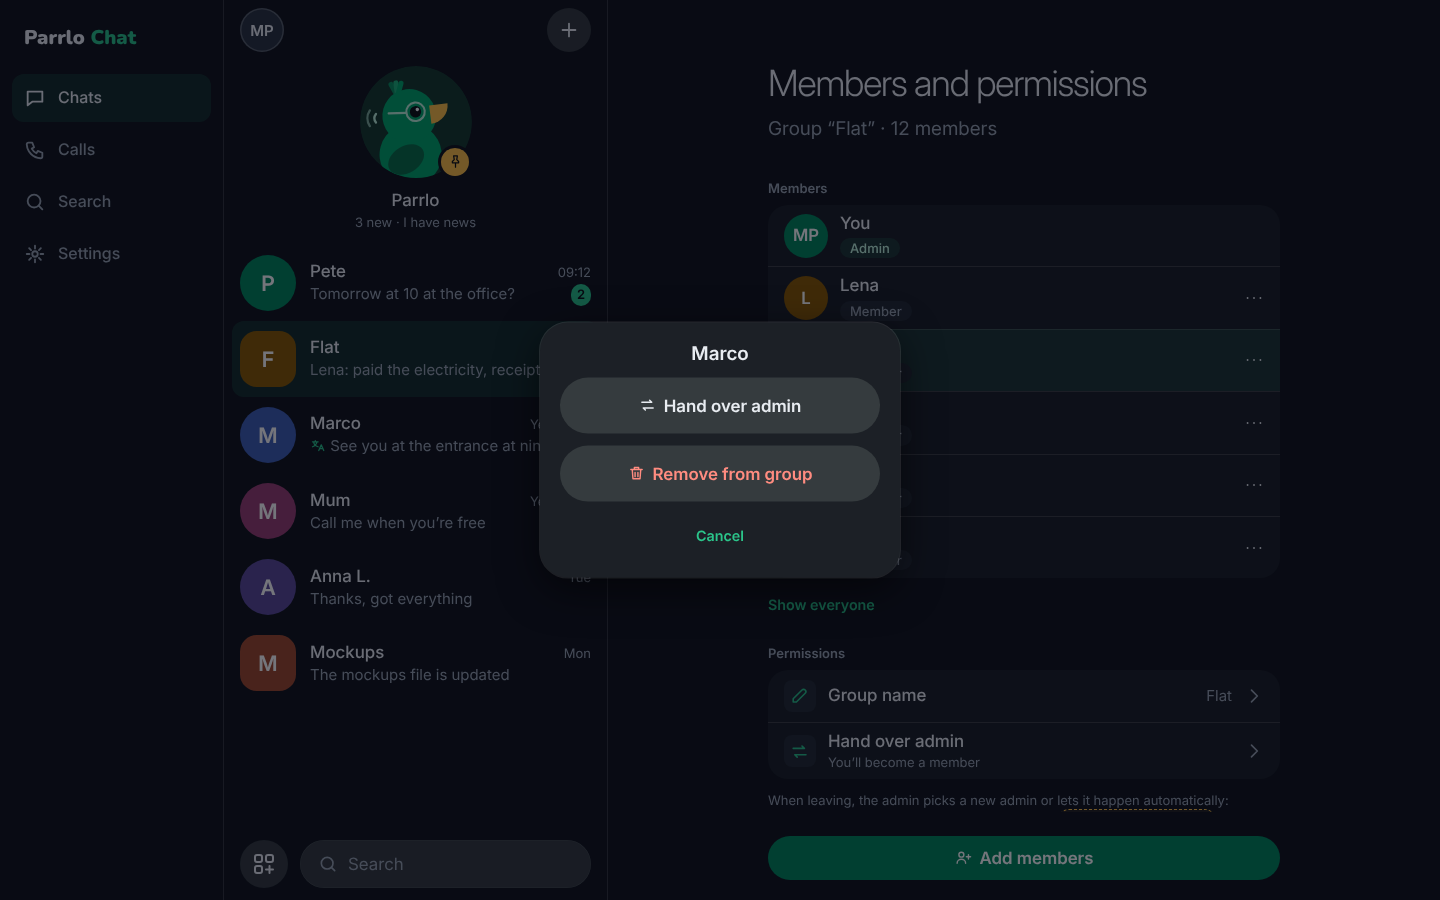 Parrlo Chat
Chats
Calls
Search
Settings
MP
Parrlo
3 new · I have news
P
Pete
09:12
Tomorrow at 10 at the office?
2
F
Flat
Lena: paid the electricity, receipt
M
Marco
See you at the entrance at nin
M
Mum
Call me when you're free
A
Anna L.
Tue
Thanks, got everything
M
Mockups
Mon
The mockups file is updated
Search
Members and permissions
Group “Flat” · 12 members
Members
MP
You
Admin
L
Lena
Member
Marco
Hand over admin
Remove from group
Cancel
Show everyone
Permissions
Group name
Flat
Hand over admin
You'll become a member
When leaving, the admin picks a new admin or lets it happen automatically:
Add members